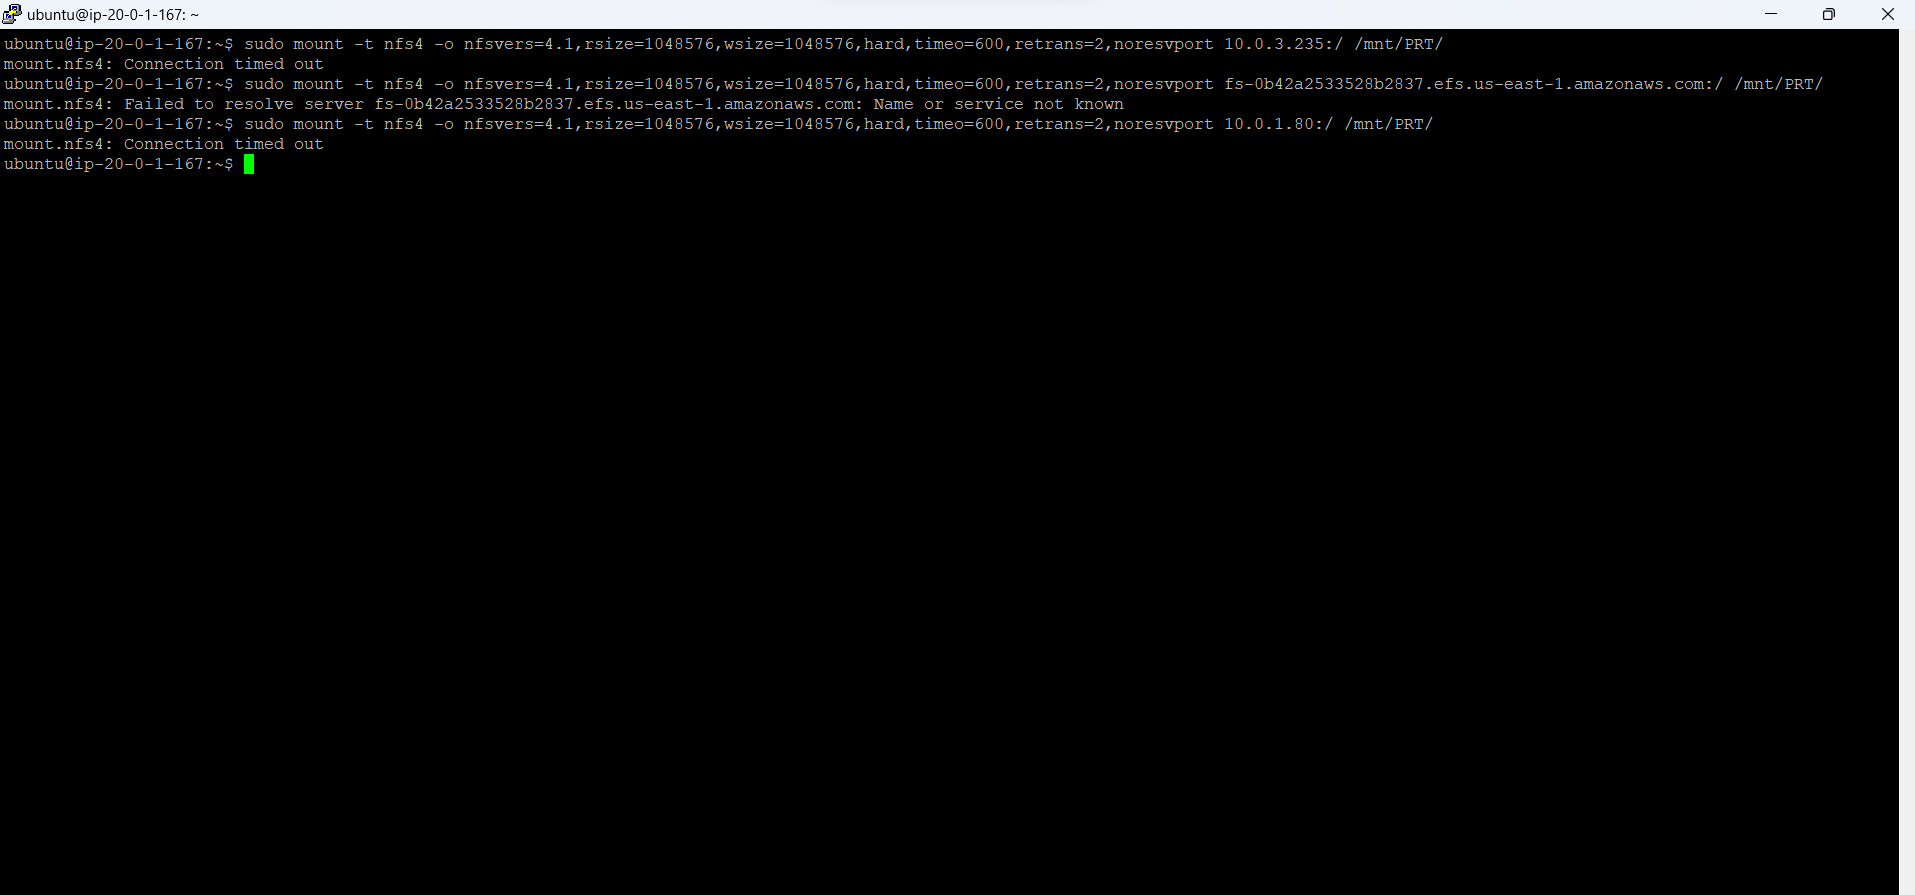 ubuntu@ip-20-0-1-167: ~
ubuntu@ip-20-0-1-167:~$ sudo mount -t nfs4 -o nfsvers=4.1,rsize=1048576,wsize=1048576,hard,timeo=600,retrans=2,noresvport 10.0.3.235:/ /mnt/PRT/
mount.nfs4: Connection timed out
ubuntu@ip-20-0-1-167:~$ sudo mount -t nfs4 -o nfsvers=4.1,rsize=1048576,wsize=1048576,hard,timeo=600,retrans=2,noresvport fs-0b42a2533528b2837.efs.us-east-1.amazonaws.com:/ /mnt/PRT/
mount.nfs4: Failed to resolve server fs-0b42a2533528b2837.efs.us-east-1.amazonaws.com: Name or service not known
ubuntu@ip-20-0-1-167:~$ sudo mount -t nfs4 -o nfsvers=4.1,rsize=1048576,wsize=1048576,hard,timeo=600,retrans=2,noresvport 10.0.1.80:/ /mnt/PRT/
mount.nfs4: Connection timed out
ubuntu@ip-20-0-1-167:~$